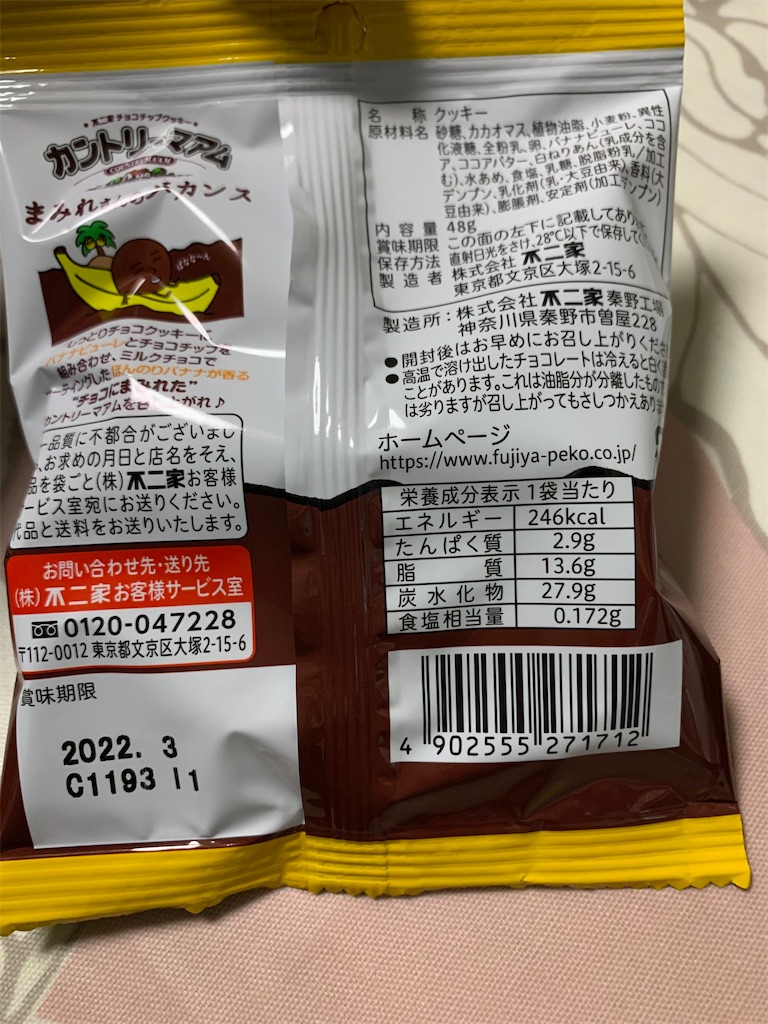 不二家 チョコチップクッキー
カントリーマアム
COUNTRY MA'AM
まみれさんのバカンス
ばなな〜ん
しっとりチョコクッキーに
バナナピューレとチョコチップを
組み合わせ、ミルクチョコで
ーティングしたほんのりバナナが香る
"チョコにまみれた"
カントリーマアムを召し上がれ♪
一品質に不都合がございまし
、お求めの月日と店名をそえ、
品を袋ごと(株)不二家お客様
ービス室宛にお送りください。
代品と送料をお送りいたします。
お問い合わせ先・送り先
(株)不二家お客様サービス室
0120-047228
〒112-0012 東京都文京区大塚2-15-6
賞味期限
2022. 3
C1193 11
名称 クッキー
原材料名 砂糖、カカオマス、植物油脂、小麦粉、異性
化液糖、全粉乳、卵、バナナピューレ、ココ
ア、ココアバター、白ねりあん(乳成分を含
む)、水あめ、食塩、乳糖、脱脂粉乳/加工
デンプン、乳化剤(乳・大豆由来)、香料(大
豆由来)、膨脹剤、安定剤(加工デンプン)
内容量 48g
賞味期限 この面の左下に記載してあり
保存方法 直射日光をさけ、28℃以下で保存して
製造者 株式会社 不二家
東京都文京区大塚2-15-6
製造所:株式会社 不二家 秦野工場
神奈川県秦野市曽屋228
●開封後はお早めにお召し上がりくださ
●高温で溶け出したチョコレートは冷えると白く
ことがあります。これは油脂分が分離したもので
は劣りますが召し上がってもさしつかえあり
ホームページ
https://www.fujiya-peko.co.jp/
栄養成分表示 1袋当たり
エネルギー 246kcal
たんぱく質 2.9g
脂質 13.6g
炭水化物 27.9g
食塩相当量 0.172g
4 902555 271712